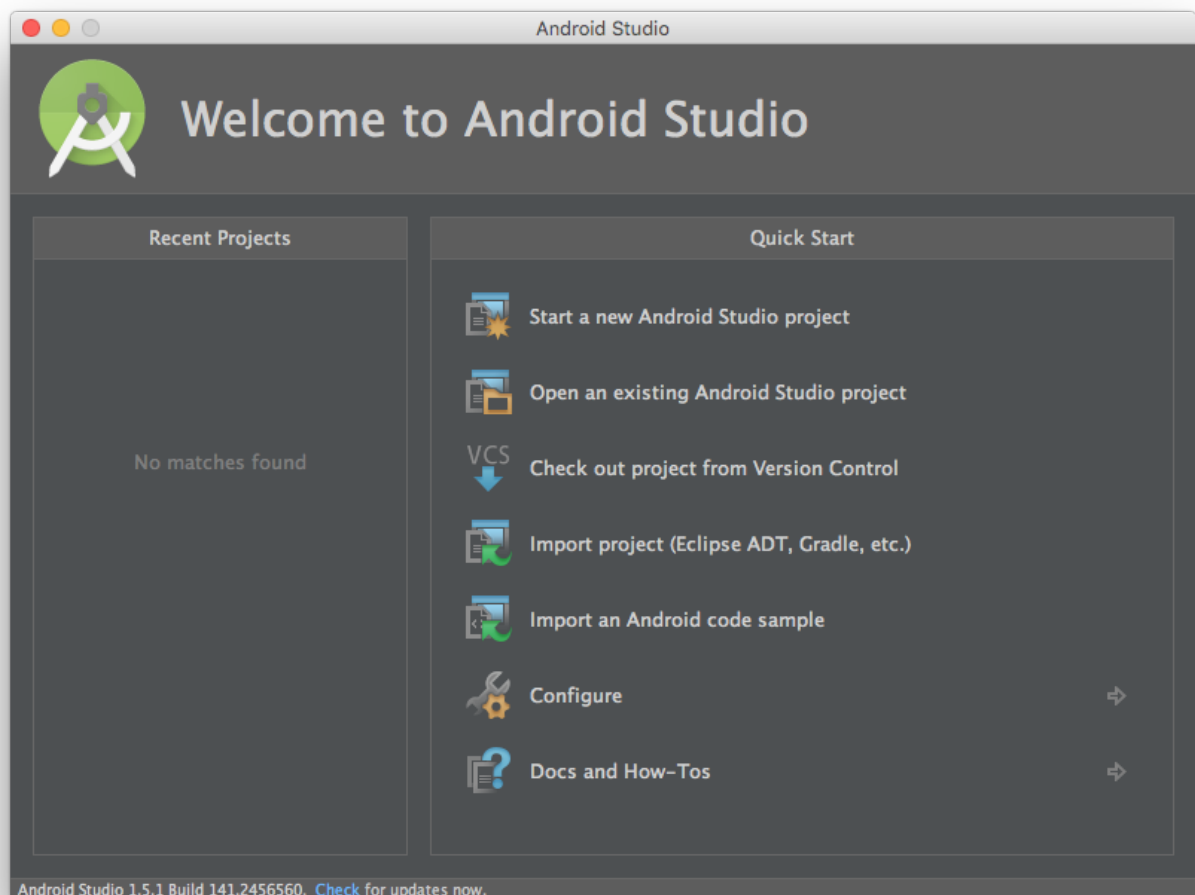 Android Studio
Welcome to Android Studio
Recent Projects
No matches found
Quick Start
Start a new Android Studio project
Open an existing Android Studio project
VCS
Check out project from Version Control
Import project (Eclipse ADT, Gradle, etc.)
Import an Android code sample
Configure
Docs and How-Tos
Android Studio 1.5.1 Build 141.2456560. Check for updates now.